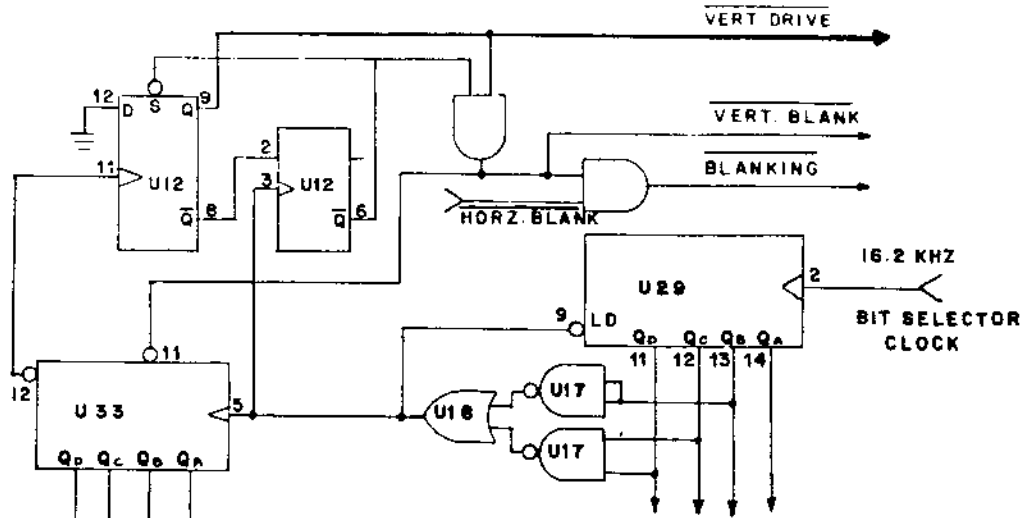 VERT DRIVE
12
D
S
Q
9
2
11
U12
3
U12
Q
8
Q
6
VERT. BLANK
BLANKING
HORZ. BLANK
U29
2
16.2 KHZ
BIT SELECTOR
CLOCK
9
LD
QD QC QB QA
11 12 13 14
11
12
U33
5
U18
U17
U17
QD QC QB QA